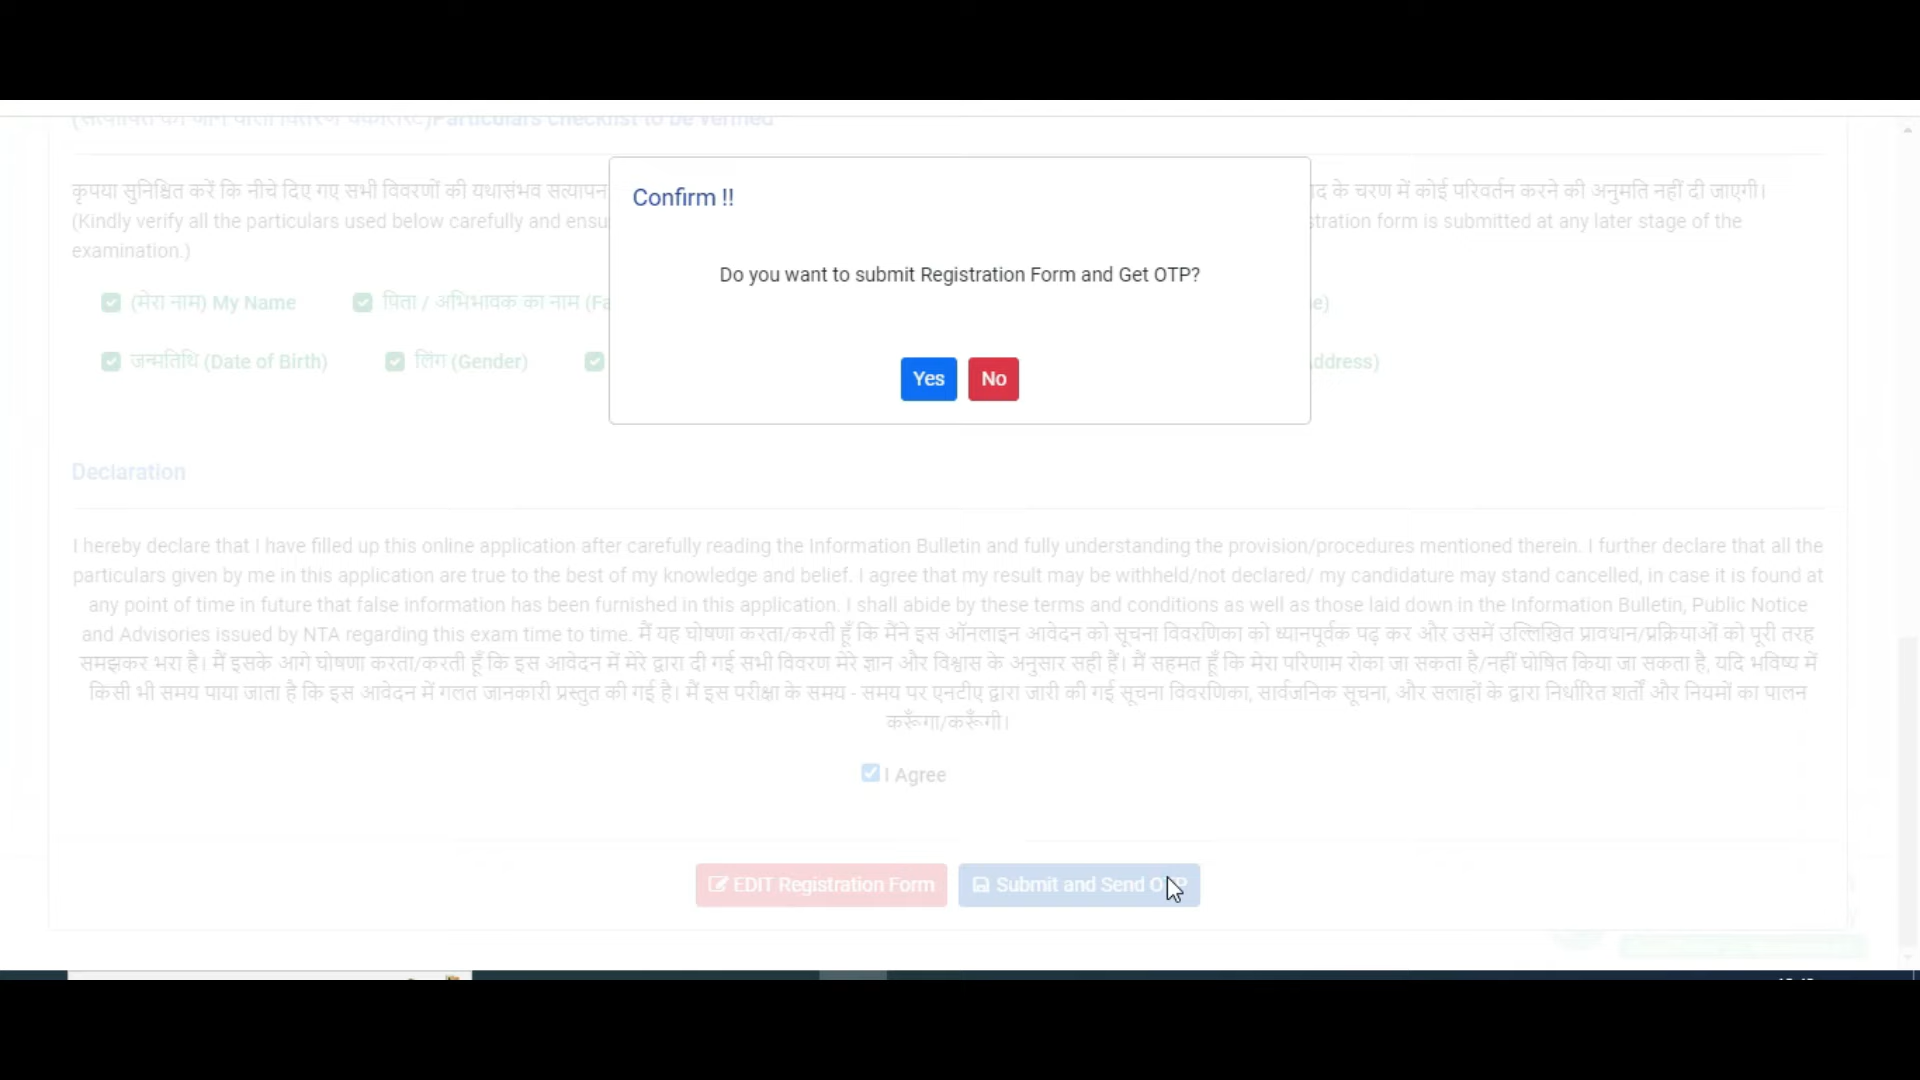 (सत्यापित की जाने वाली विवरण चेकलिस्ट)Particulars checklist to be verified
Confirm !!
कृपया सुनिश्चित करें कि नीचे दिए गए सभी विवरणों की यथासंभव सत्यापन
द के चरण में कोई परिवर्तन करने की अनुमति नहीं दी जाएगी।
(Kindly verify all the particulars used below carefully and ensu
stration form is submitted at any later stage of the
examination.)
Do you want to submit Registration Form and Get OTP?
(मेरा नाम) My Name पिता / अभिभावक का नाम (Fa
e)
जन्मतिथि (Date of Birth) लिंग (Gender)
ddress)
Yes No
Declaration
I hereby declare that I have filled up this online application after carefully reading the Information Bulletin and fully understanding the provision/procedures mentioned therein. I further declare that all the
particulars given by me in this application are true to the best of my knowledge and belief. I agree that my result may be withheld/not declared/ my candidature may stand cancelled, in case it is found at
any point of time in future that false information has been furnished in this application. I shall abide by these terms and conditions as well as those laid down in the Information Bulletin, Public Notice
and Advisories issued by NTA regarding this exam time to time. मैं यह घोषणा करता/करती हूँ कि मैंने इस ऑनलाइन आवेदन को सूचना विवरणिका को ध्यानपूर्वक पढ़ कर और उसमें उल्लिखित प्रावधान/प्रक्रियाओं को पूरी तरह
समझकर भरा है। मैं इसके आगे घोषणा करता/करती हूँ कि इस आवेदन में मेरे द्वारा दी गई सभी विवरण मेरे ज्ञान और विश्वास के अनुसार सही हैं। मैं सहमत हूँ कि मेरा परिणाम रोका जा सकता है/नहीं घोषित किया जा सकता है, यदि भविष्य में
किसी भी समय पाया जाता है कि इस आवेदन में गलत जानकारी प्रस्तुत की गई है। मैं इस परीक्षा के समय - समय पर एनटीए द्वारा जारी की गई सूचना विवरणिका, सार्वजनिक सूचना, और सलाहों के द्वारा निर्धारित शर्तों और नियमों का पालन
करूँगा/करूँगी।
I Agree
EDIT Registration Form Submit and Send OTP